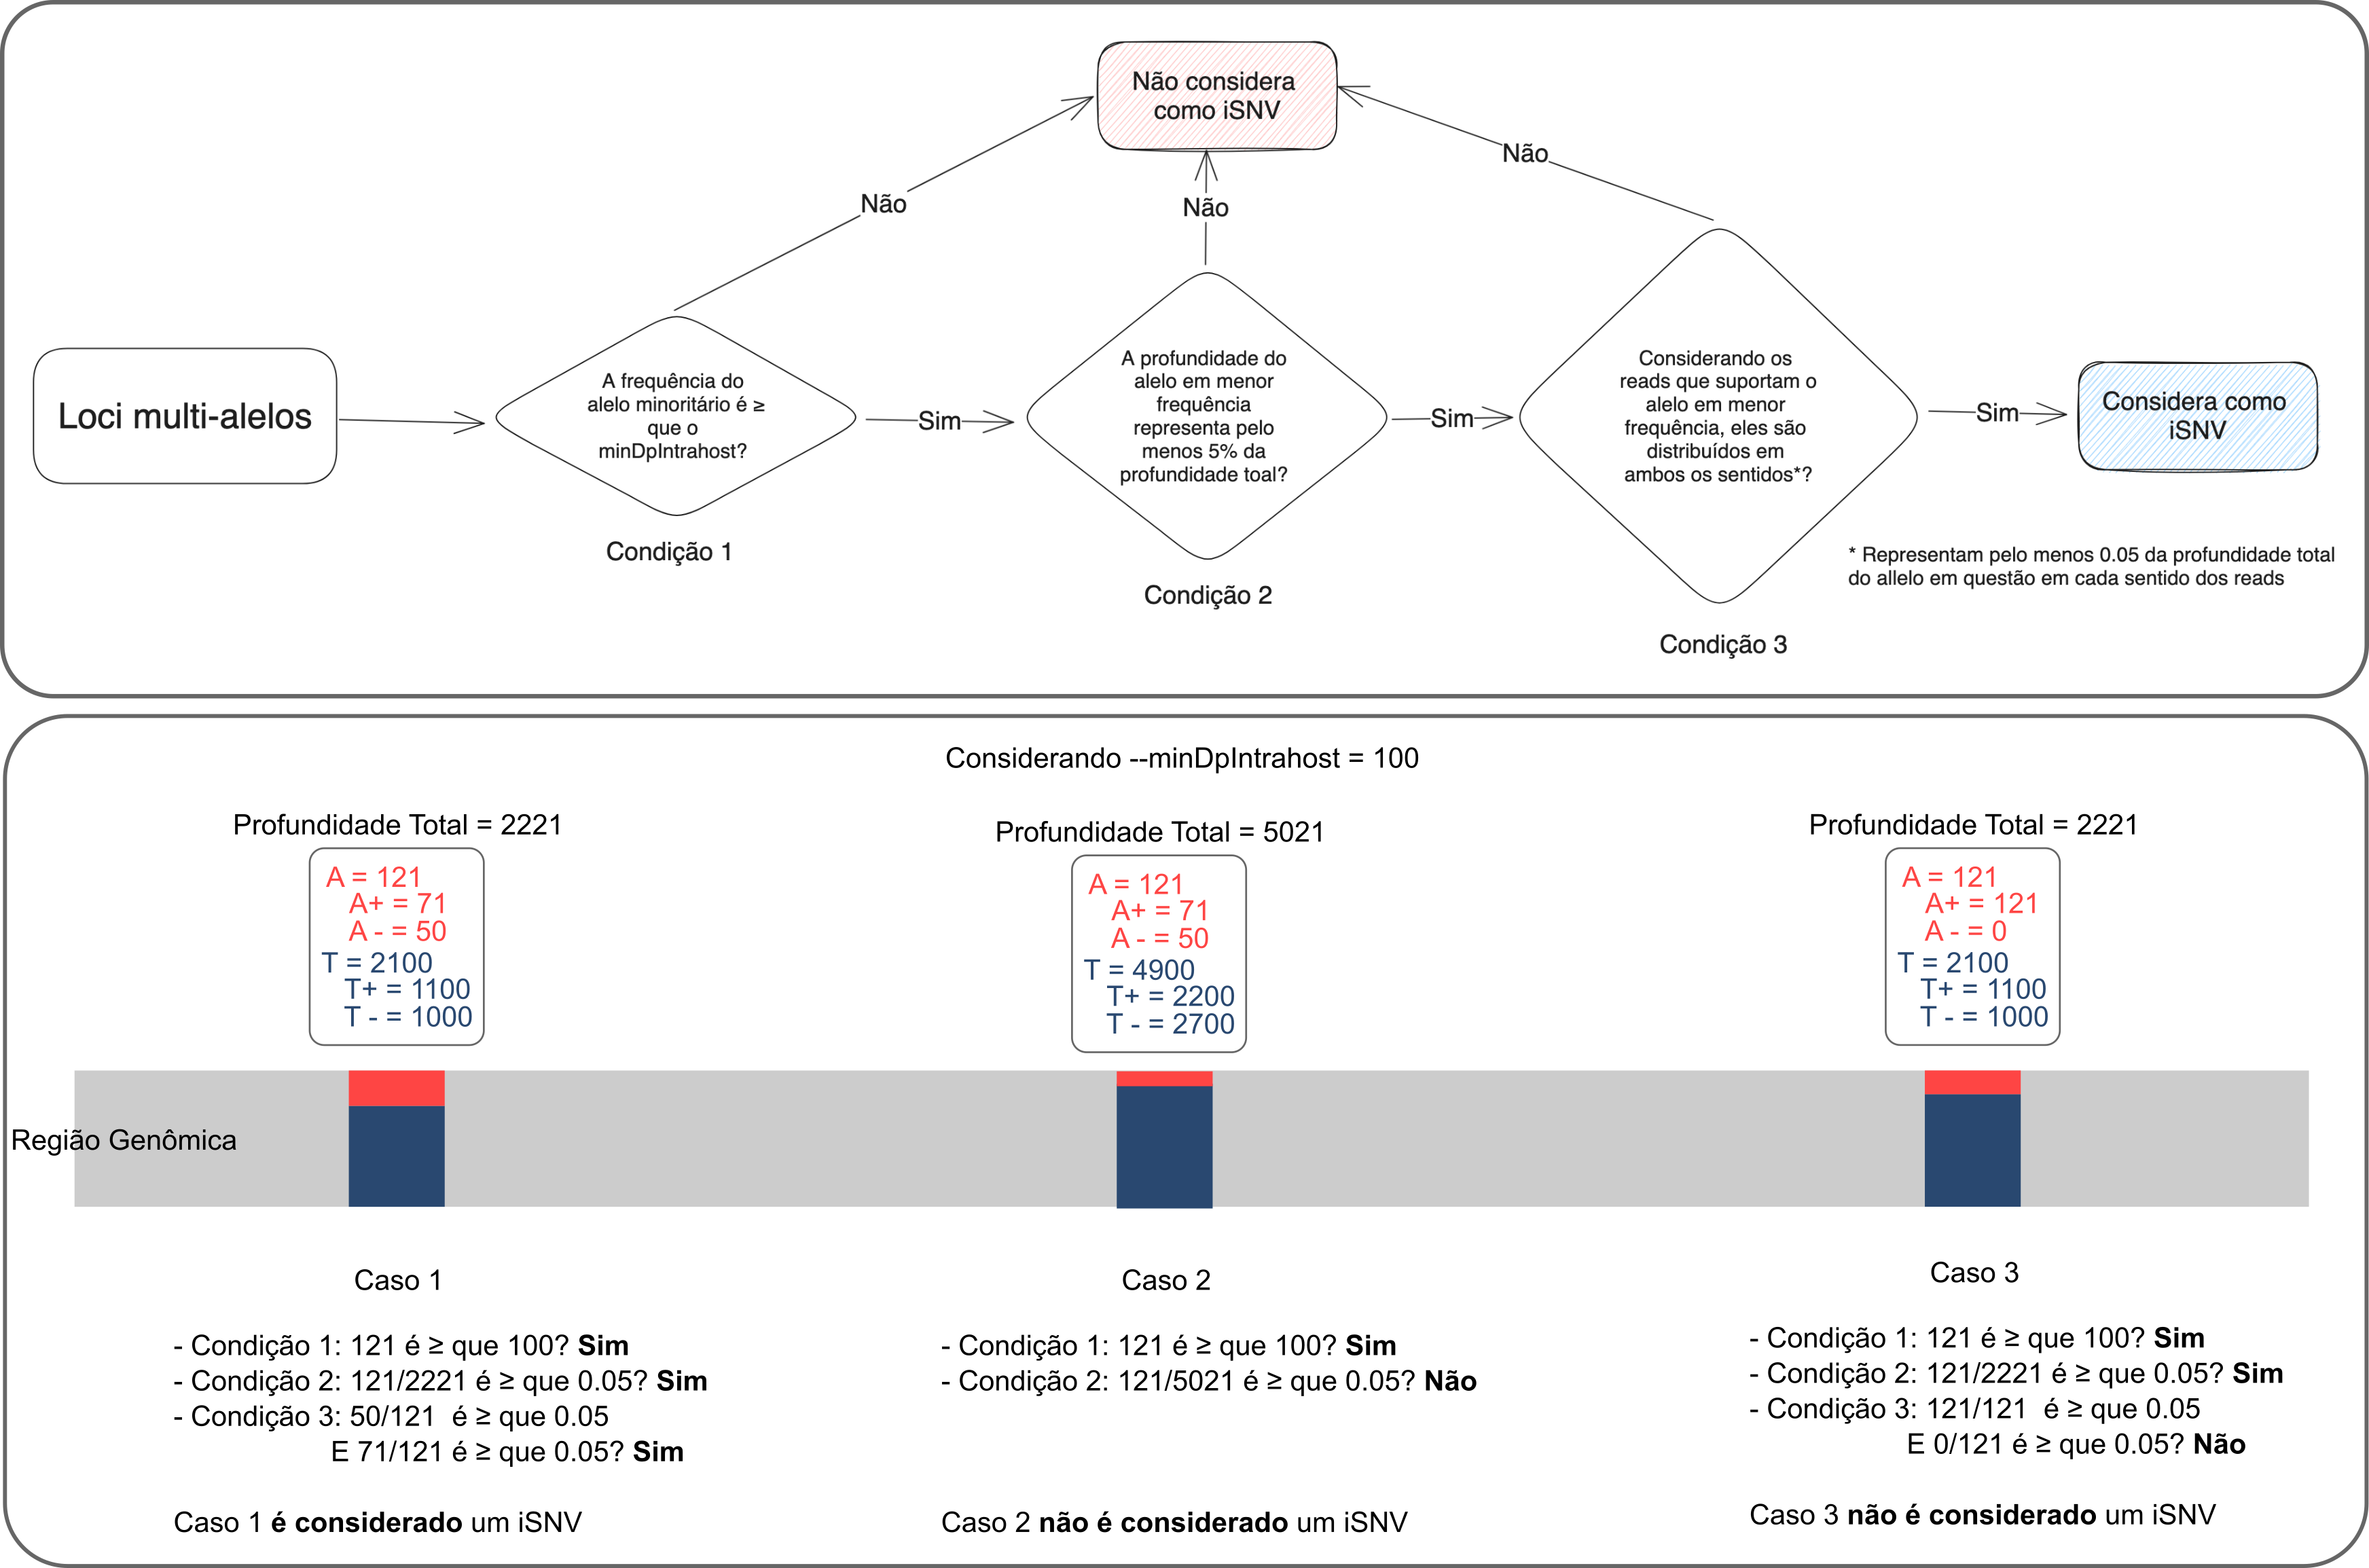 Não considera
como iSNV
Não
Não
Não
Loci multi-alelos
A frequência do
alelo minoritário é ≥
que o
minDpIntrahost?
Sim
A profundidade do
alelo em menor
frequência
representa pelo
menos 5% da
profundidade toal?
Sim
Considerando os
reads que suportam o
alelo em menor
frequência, eles são
distribuídos em
ambos os sentidos*?
Sim
Considera como
iSNV
Condição 1
Condição 2
Condição 3
* Representam pelo menos 0.05 da profundidade total
do allelo em questão em cada sentido dos reads
Considerando --minDpIntrahost = 100
Profundidade Total = 2221
A = 121
A+ = 71
A - = 50
T = 2100
T+ = 1100
T - = 1000
Profundidade Total = 5021
A = 121
A+ = 71
A - = 50
T = 4900
T+ = 2200
T - = 2700
Profundidade Total = 2221
A = 121
A+ = 121
A - = 0
T = 2100
T+ = 1100
T - = 1000
Região Genômica
Caso 1
- Condição 1: 121 é ≥ que 100? Sim
- Condição 2: 121/2221 é ≥ que 0.05? Sim
- Condição 3: 50/121 é ≥ que 0.05
E 71/121 é ≥ que 0.05? Sim
Caso 1 é considerado um iSNV
Caso 2
- Condição 1: 121 é ≥ que 100? Sim
- Condição 2: 121/5021 é ≥ que 0.05? Não
Caso 2 não é considerado um iSNV
Caso 3
- Condição 1: 121 é ≥ que 100? Sim
- Condição 2: 121/2221 é ≥ que 0.05? Sim
- Condição 3: 121/121 é ≥ que 0.05
E 0/121 é ≥ que 0.05? Não
Caso 3 não é considerado um iSNV